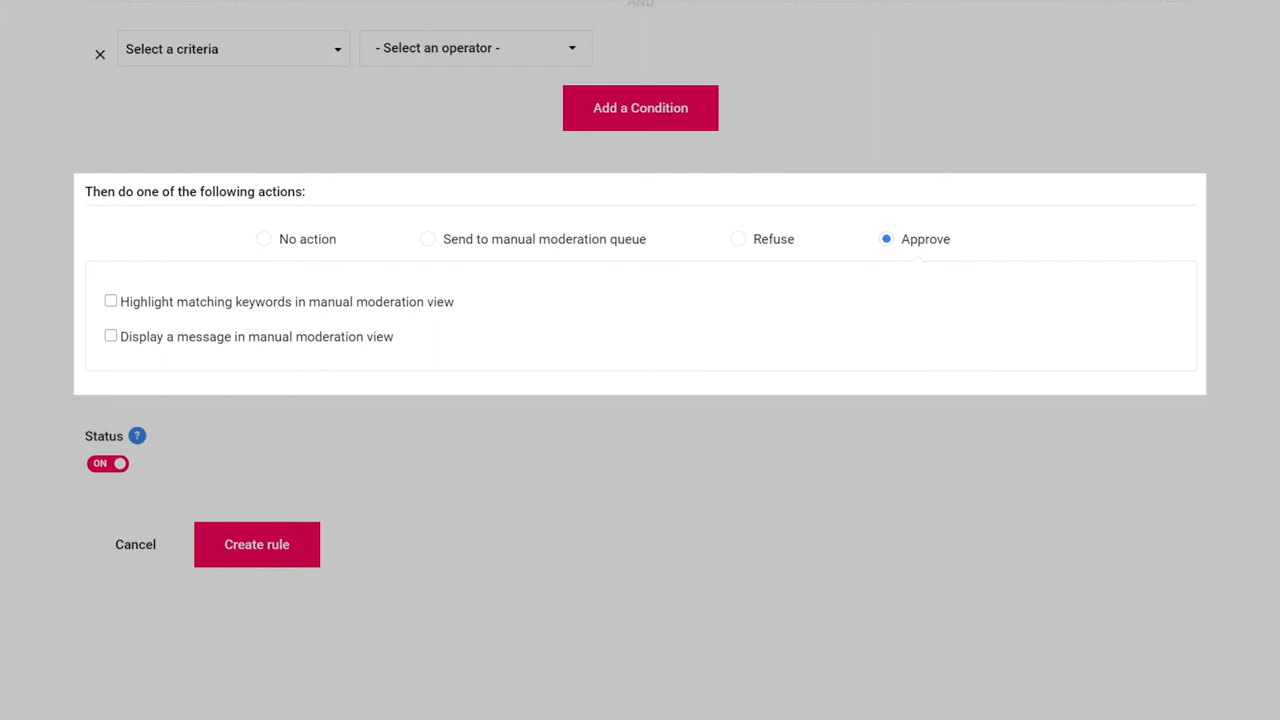 AND
Select a criteria
- Select an operator -
Add a Condition
Then do one of the following actions:
No action
Send to manual moderation queue
Refuse
Approve
Highlight matching keywords in manual moderation view
Display a message in manual moderation view
Status ?
ON
Cancel
Create rule